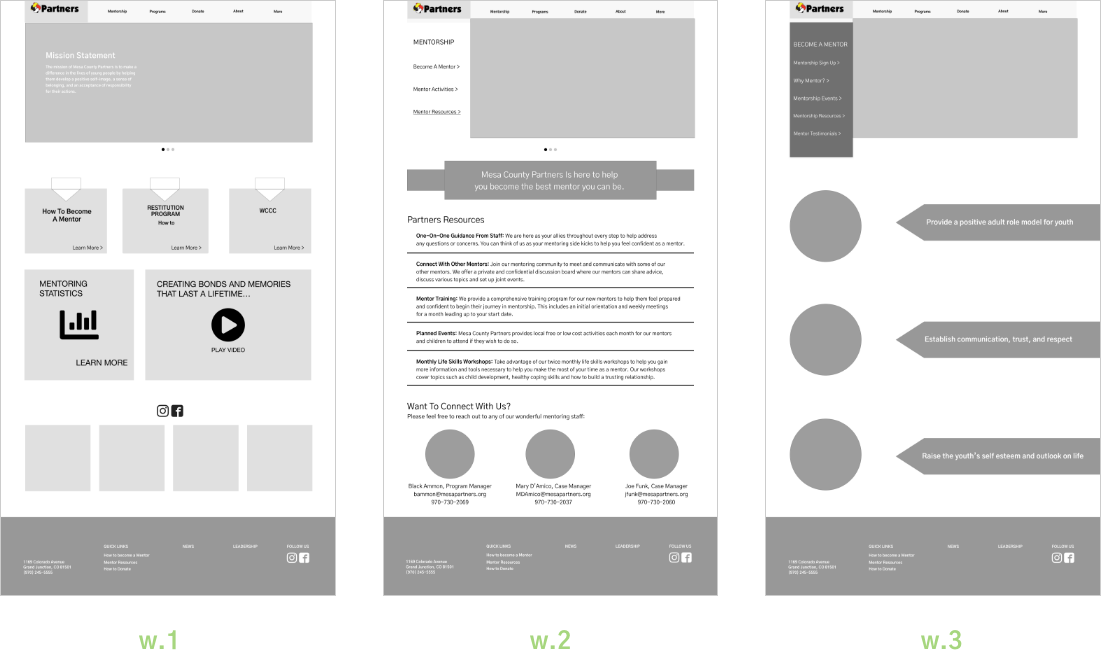 Partners
Mentorship
Programs
Donate
About
More
Mission Statement
The mission of Mesa County Partners is to make a
difference in the lives of young people by helping
them develop a positive self-image, a sense of
belonging, and an acceptance of responsibility
for their actions.
How To Become
A Mentor
Learn More >
RESTITUTION
PROGRAM
How to
Learn More >
WCCC
Learn More >
MENTORING
STATISTICS
LEARN MORE
CREATING BONDS AND MEMORIES
THAT LAST A LIFETIME...
PLAY VIDEO
1169 Colorado Avenue
Grand Junction, CO 81501
(970) 245-5555
QUICK LINKS
How to become a Mentor
Mentor Resources
How to Donate
NEWS
LEADERSHIP
FOLLOW US
w.1
Partners
Mentorship
Programs
Donate
About
More
MENTORSHIP
Become A Mentor >
Mentor Activities >
Mentor Resources >
Mesa County Partners is here to help
you become the best mentor you can be.
Partners Resources
One-On-One Guidance From Staff: We are here as your allies throughout every step to help address
any questions or concerns. You can think of us as your mentoring side kicks to help you feel confident as a mentor.
Connect With Other Mentors: Join our mentoring community to meet and communicate with some of our
other mentors. We offer a private and confidential discussion board where our mentors can share advice,
discuss various topics and set up joint events.
Mentor Training: We provide a comprehensive training program for our new mentors to help them feel prepared
and confident to begin their journey in mentorship. This includes an initial orientation and weekly meetings
for a month leading up to your start date.
Planned Events: Mesa County Partners provides local free or low cost activities each month for our mentors
and children to attend if they wish to do so.
Monthly Life Skills Workshops: Take advantage of our twice monthly life skills workshops to help you gain
more information and tools necessary to help you make the most of your time as a mentor. Our workshops
cover topics such as child development, healthy coping skills and how to build a trusting relationship.
Want To Connect With Us?
Please feel free to reach out to any of our wonderful mentoring staff:
Black Ammon, Program Manager
bammon@mesapartners.org
970-730-2069
Mary D'Amico, Case Manager
MDAmico@mesapartners.org
970-730-2037
Joe Funk, Case Manager
jfunk@mesapartners.org
970-730-2060
1169 Colorado Avenue
Grand Junction, CO 81501
(970) 245-5555
QUICK LINKS
How to become a Mentor
Mentor Resources
How to Donate
NEWS
LEADERSHIP
FOLLOW US
w.2
Partners
Mentorship
Programs
Donate
About
More
BECOME A MENTOR
Mentorship Sign Up >
Why Mentor? >
Mentorship Events >
Mentorship Resources >
Mentor Testimonials >
Provide a positive adult role model for youth
Establish communication, trust, and respect
Raise the youth's self esteem and outlook on life
1169 Colorado Avenue
Grand Junction, CO 81501
(970) 245-5555
QUICK LINKS
How to become a Mentor
Mentor Resources
How to Donate
NEWS
LEADERSHIP
FOLLOW US
w.3